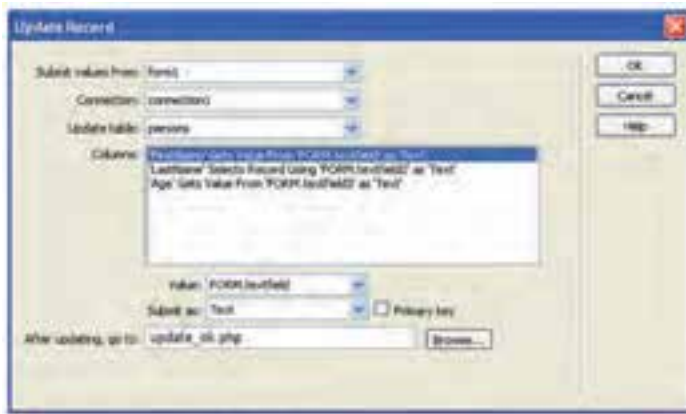 Update Record
Submit values from: form1
OK
Connection: connection1
Cancel
Update table: persons
Help
Columns:
'FirstName' Gets Value From 'FORM.textfield' as 'Text'
'LastName' Selects Record Using 'FORM.textfield2' as 'Text'
'Age' Gets Value From 'FORM.textfield3' as 'Text'
Value: FORM.textfield
Submit as: Text
Primary key
After updating, go to: update_ok.php
Browse...